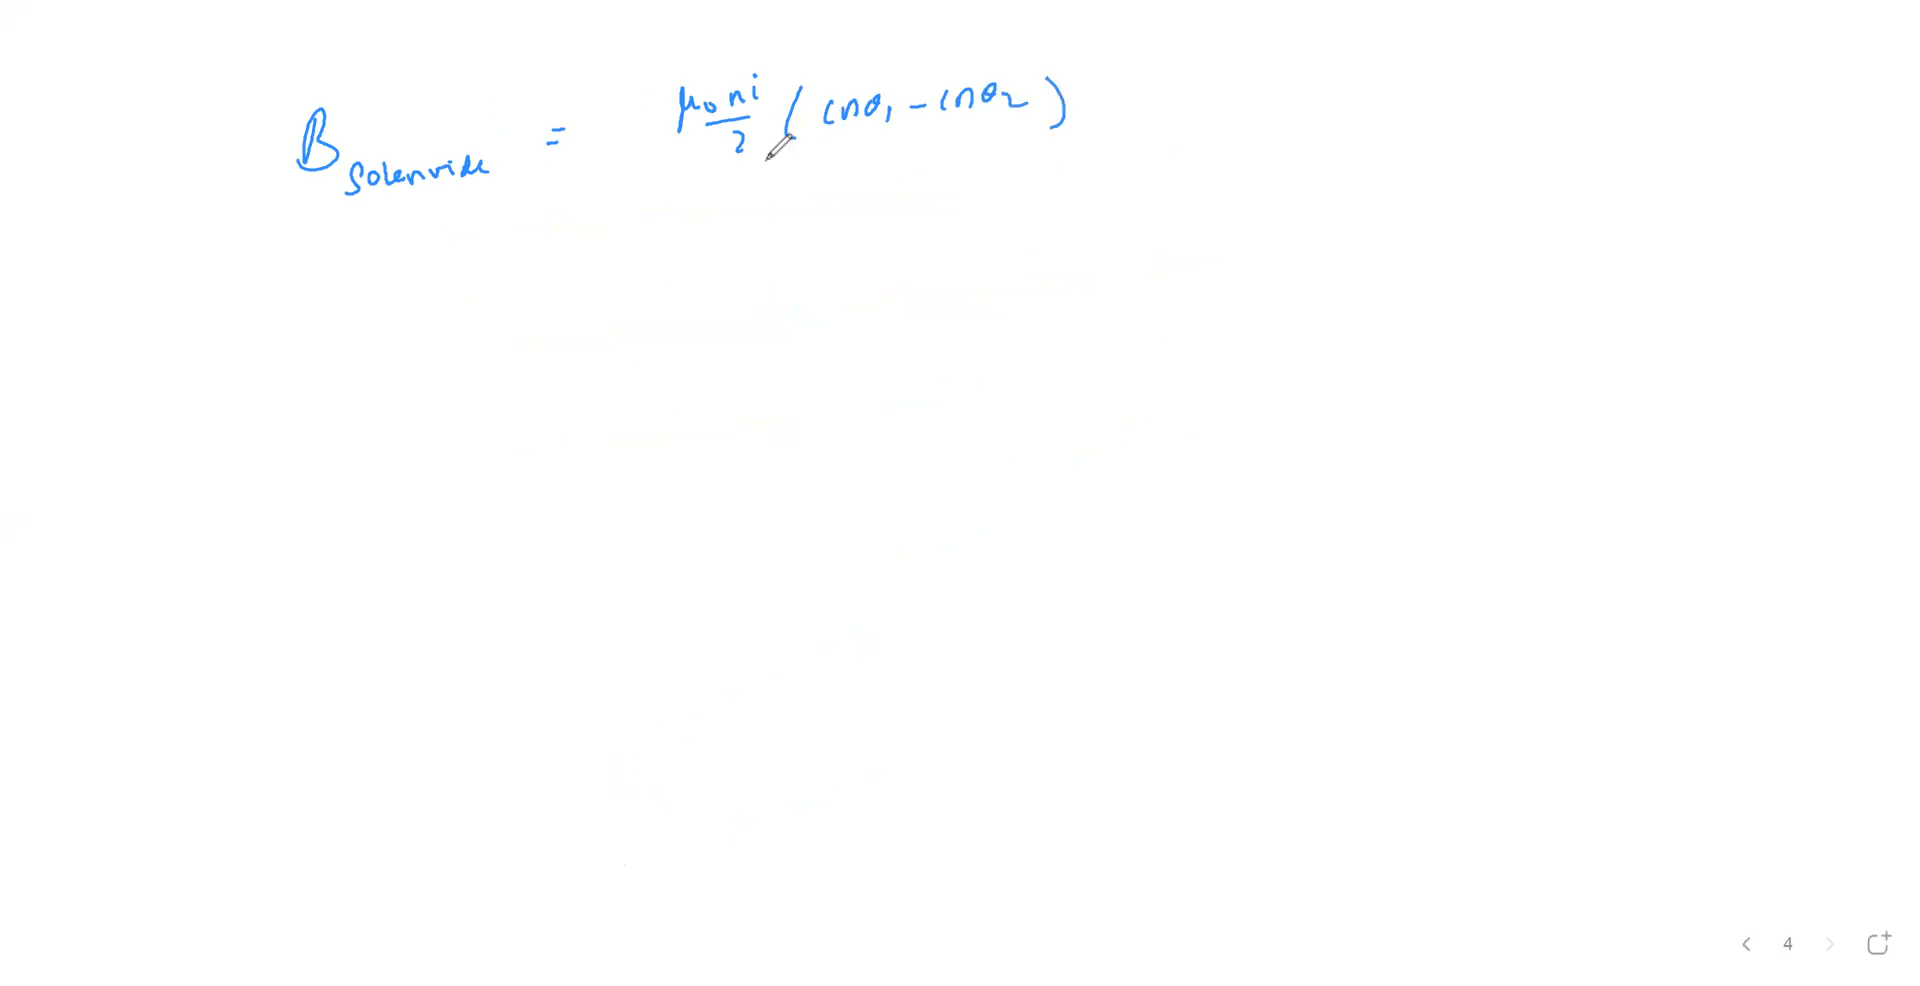 B solenoide = μ₀ni/2 (cosθ₁ - cosθ₂)
4